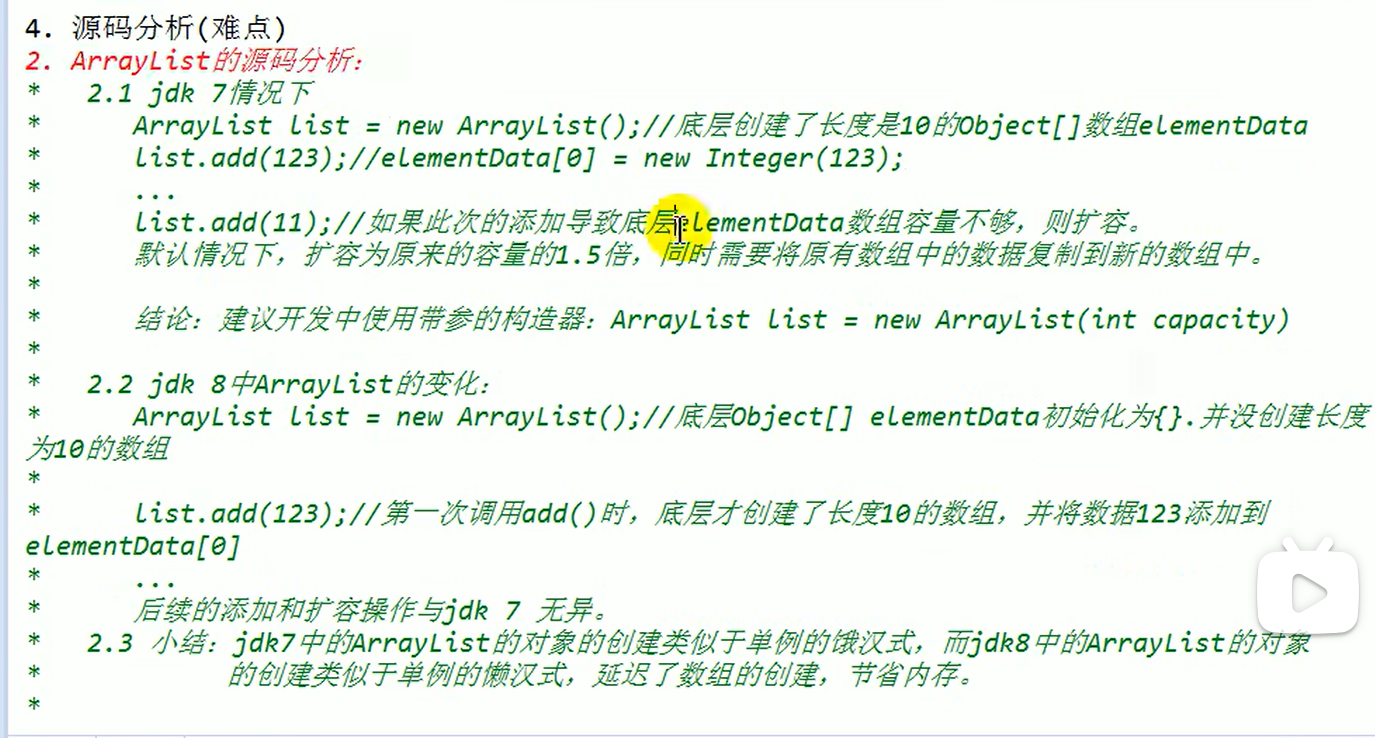 4. 源码分析(难点)
2. ArrayList的源码分析：
* 2.1 jdk 7情况下
* ArrayList list = new ArrayList();//底层创建了长度是10的Object[]数组elementData
* list.add(123);//elementData[0] = new Integer(123);
* ...
* list.add(11);//如果此次的添加导致底层elementData数组容量不够，则扩容。
* 默认情况下，扩容为原来的容量的1.5倍，同时需要将原有数组中的数据复制到新的数组中。
*
* 结论：建议开发中使用带参的构造器：ArrayList list = new ArrayList(int capacity)
*
* 2.2 jdk 8中ArrayList的变化：
* ArrayList list = new ArrayList();//底层Object[] elementData初始化为{}.并没创建长度
为10的数组
*
* list.add(123);//第一次调用add()时，底层才创建了长度10的数组，并将数据123添加到
elementData[0]
* ...
* 后续的添加和扩容操作与jdk 7 无异。
* 2.3 小结：jdk7中的ArrayList的对象的创建类似于单例的饿汉式，而jdk8中的ArrayList的对象
* 的创建类似于单例的懒汉式，延迟了数组的创建，节省内存。
*